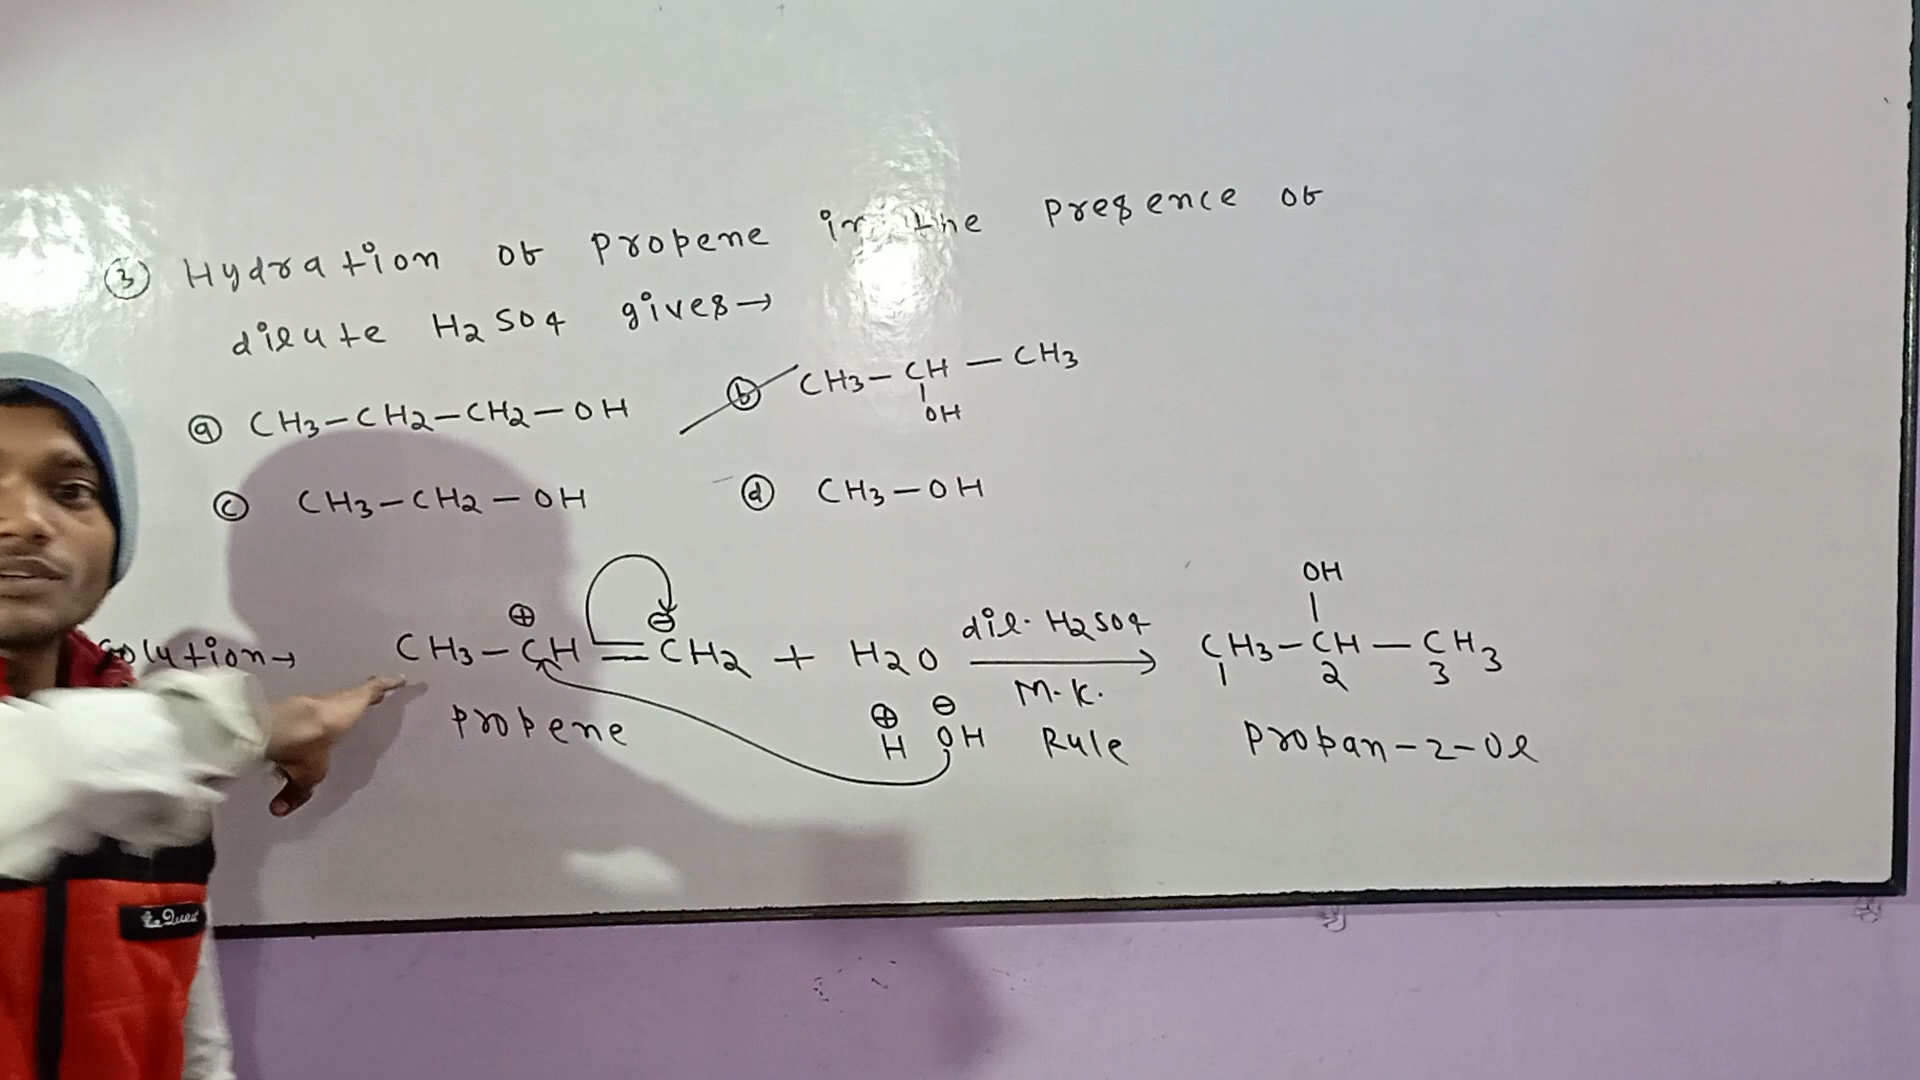 ③ Hydration of propene in the presence of
dilute H2SO4 gives→
ⓐ CH3-CH2-CH2-OH ⓑ CH3-CH-CH3
OH
ⓒ CH3-CH2-OH ⓓ CH3-OH
OH
⊕ ⊖ dil. H2SO4
Solution→ CH3-CH=CH2 + H2O → CH3-CH-CH3
M.K. 1 2 3
⊕ ⊖
Propene H OH Rule Propan-2-Ol